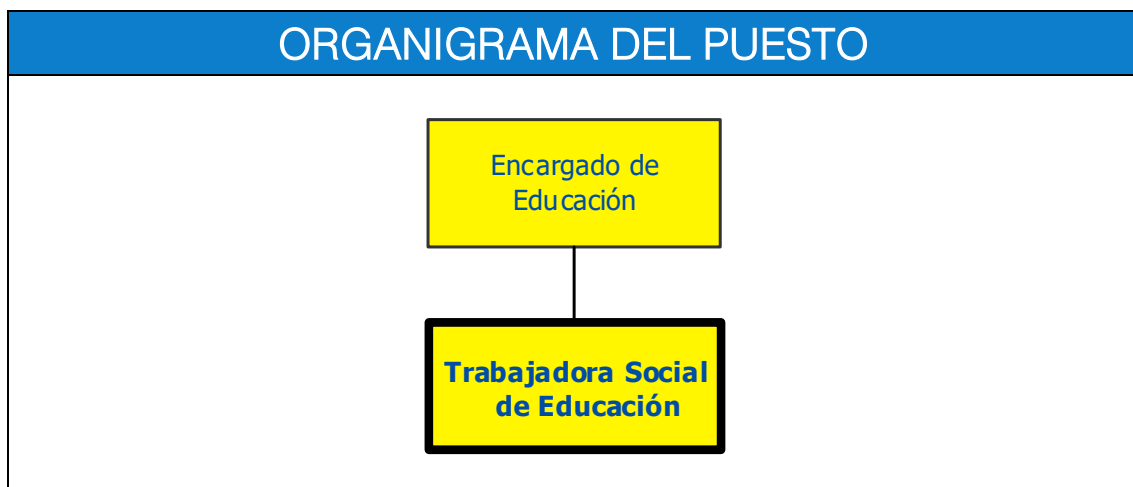 ORGANIGRAMA DEL PUESTO
Encargado de
Educación
Trabajadora Social
de Educación